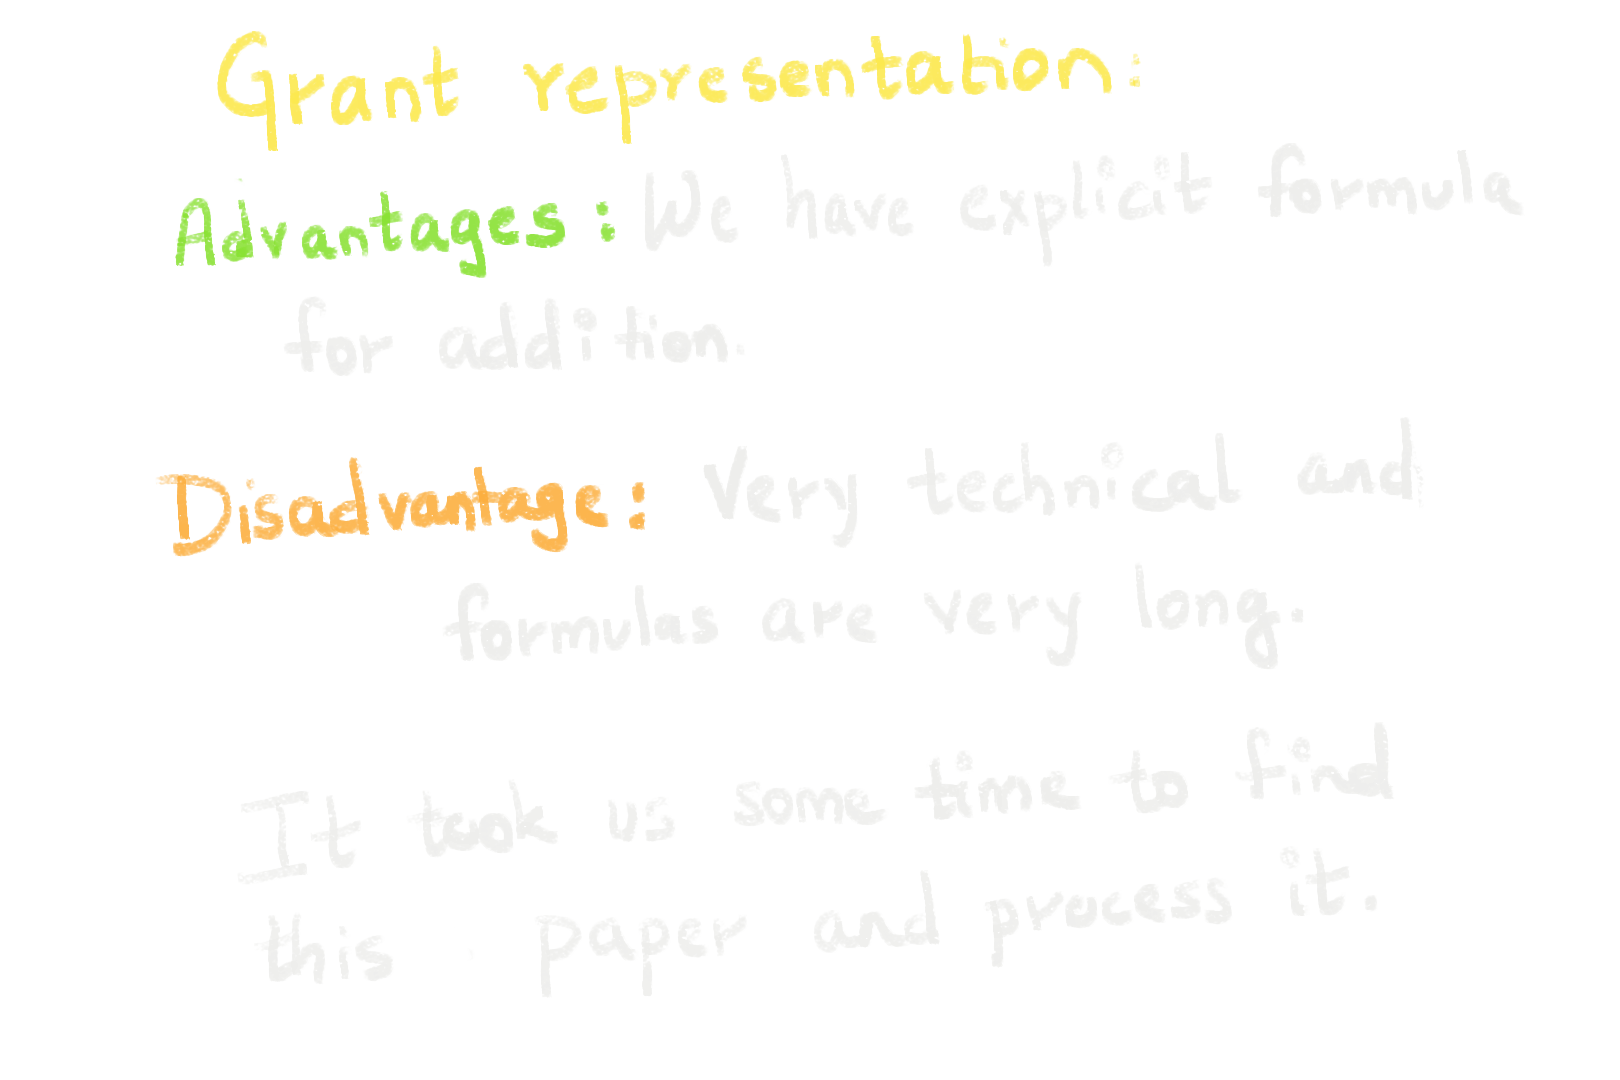 Grant representation:
Advantages: We have explicit formula
for addition.
Disadvantage: Very technical and
formulas are very long.
It took us some time to find
this paper and process it.